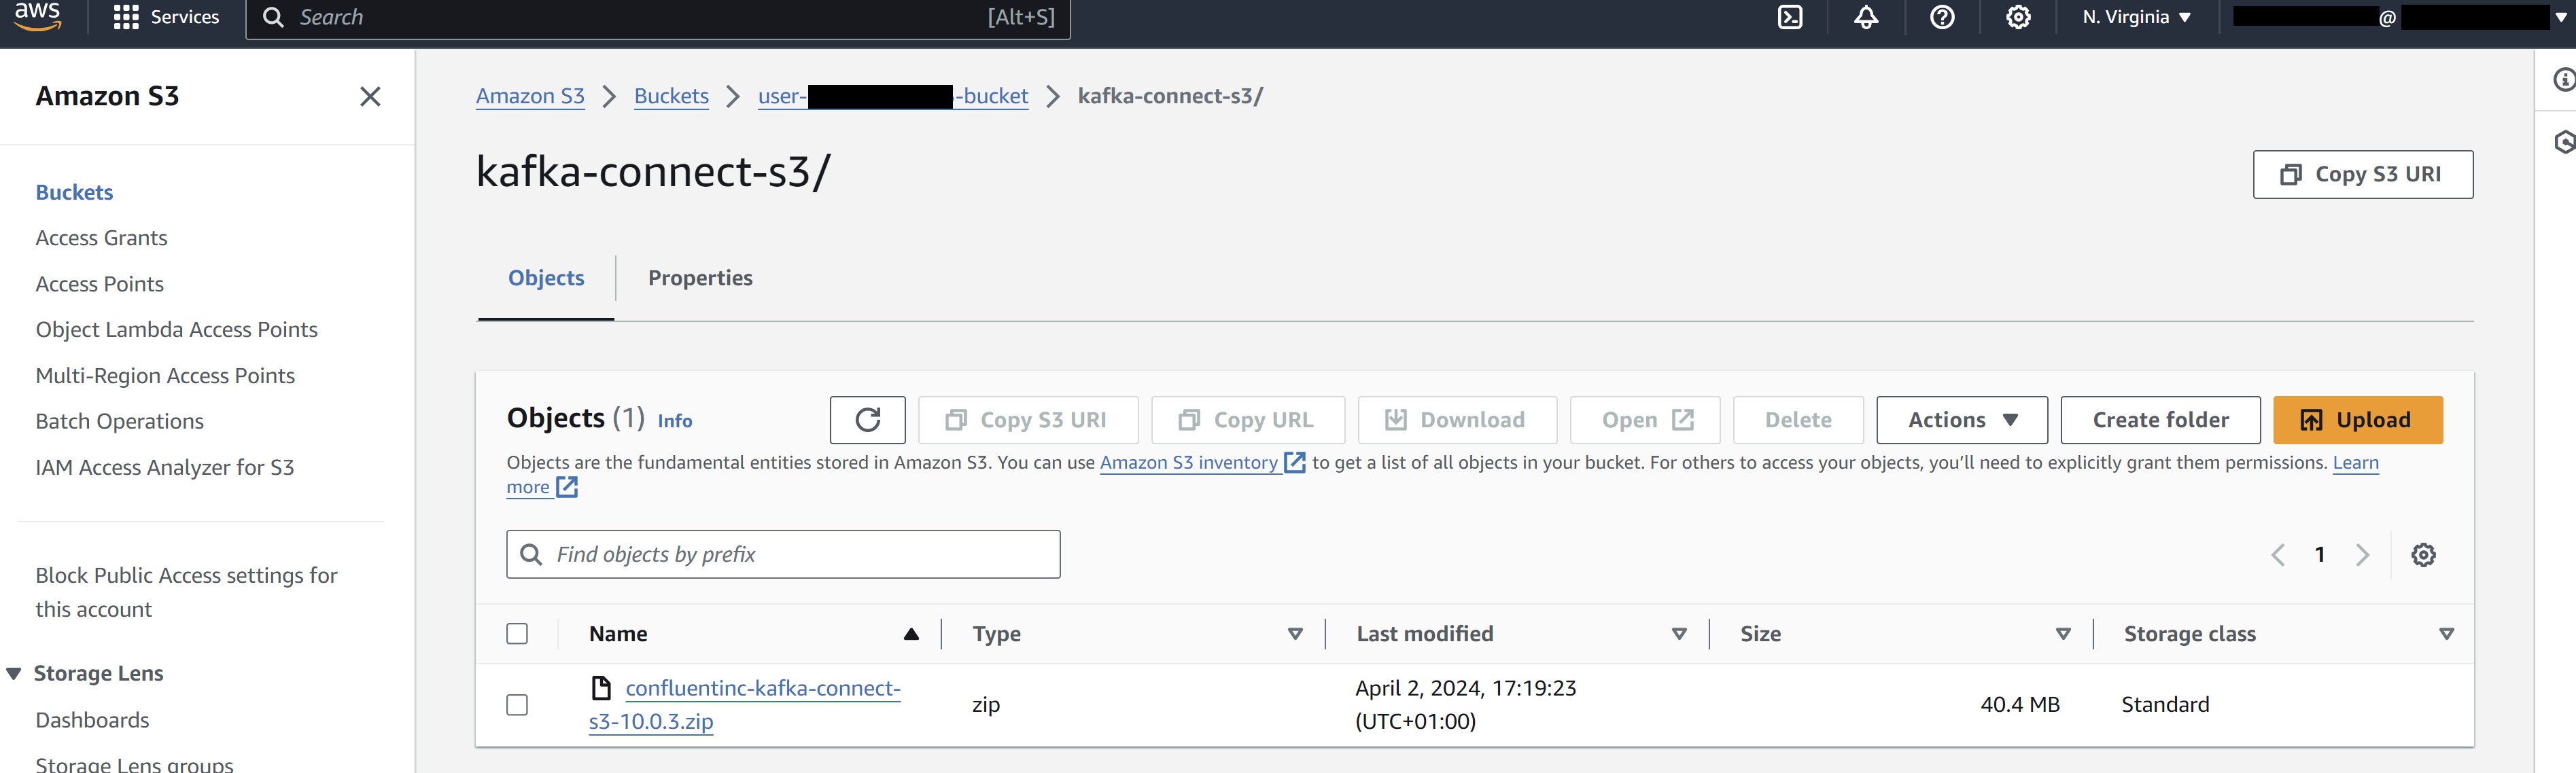 aws
Services
Search
[Alt+S]
N. Virginia
@
Amazon S3
Buckets
Access Grants
Access Points
Object Lambda Access Points
Multi-Region Access Points
Batch Operations
IAM Access Analyzer for S3
Block Public Access settings for
this account
Storage Lens
Dashboards
Storage Lens groups
Amazon S3 Buckets user- -bucket kafka-connect-s3/
kafka-connect-s3/
Copy S3 URI
Objects Properties
Objects (1) Info
Copy S3 URI Copy URL Download Open Delete Actions Create folder Upload
Objects are the fundamental entities stored in Amazon S3. You can use Amazon S3 inventory to get a list of all objects in your bucket. For others to access your objects, you'll need to explicitly grant them permissions. Learn
more
Find objects by prefix
1
Name Type Last modified Size Storage class
confluentinc-kafka-connect-
s3-10.0.3.zip
zip
April 2, 2024, 17:19:23
(UTC+01:00)
40.4 MB
Standard